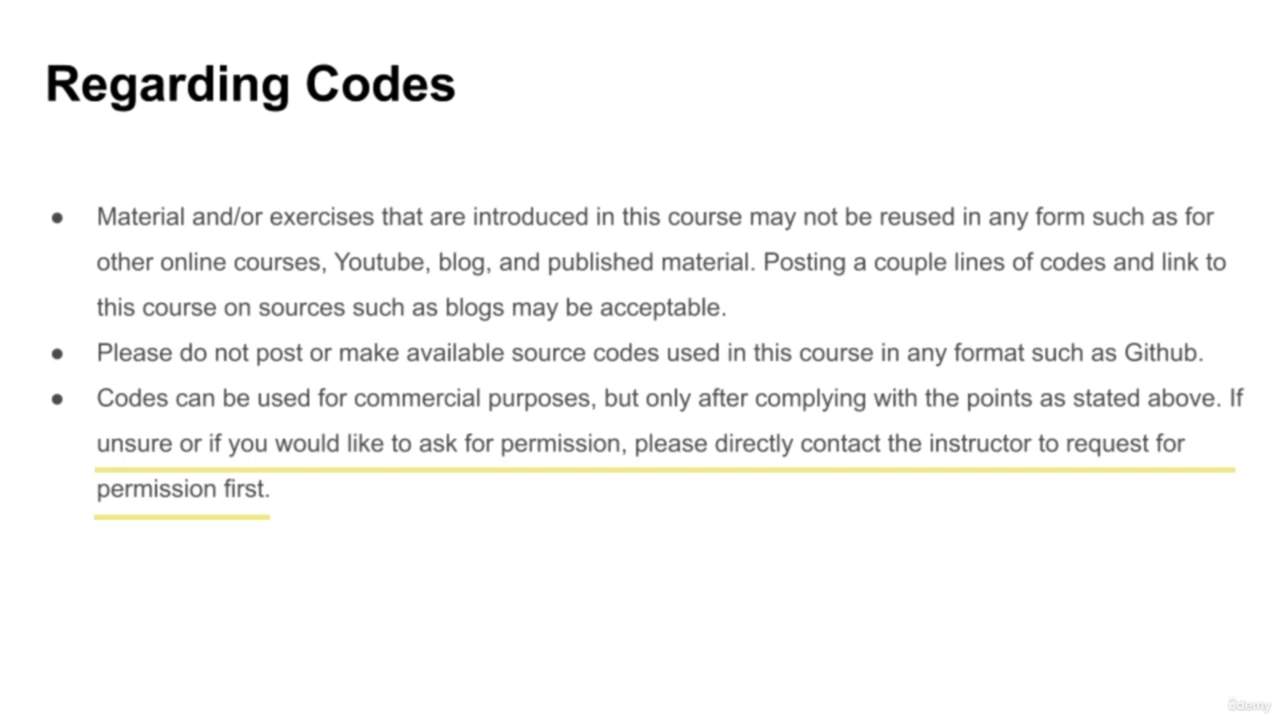 Regarding Codes
● Material and/or exercises that are introduced in this course may not be reused in any form such as for
other online courses, Youtube, blog, and published material. Posting a couple lines of codes and link to
this course on sources such as blogs may be acceptable.
● Please do not post or make available source codes used in this course in any format such as Github.
● Codes can be used for commercial purposes, but only after complying with the points as stated above. If
unsure or if you would like to ask for permission, please directly contact the instructor to request for
permission first.
ûdemy